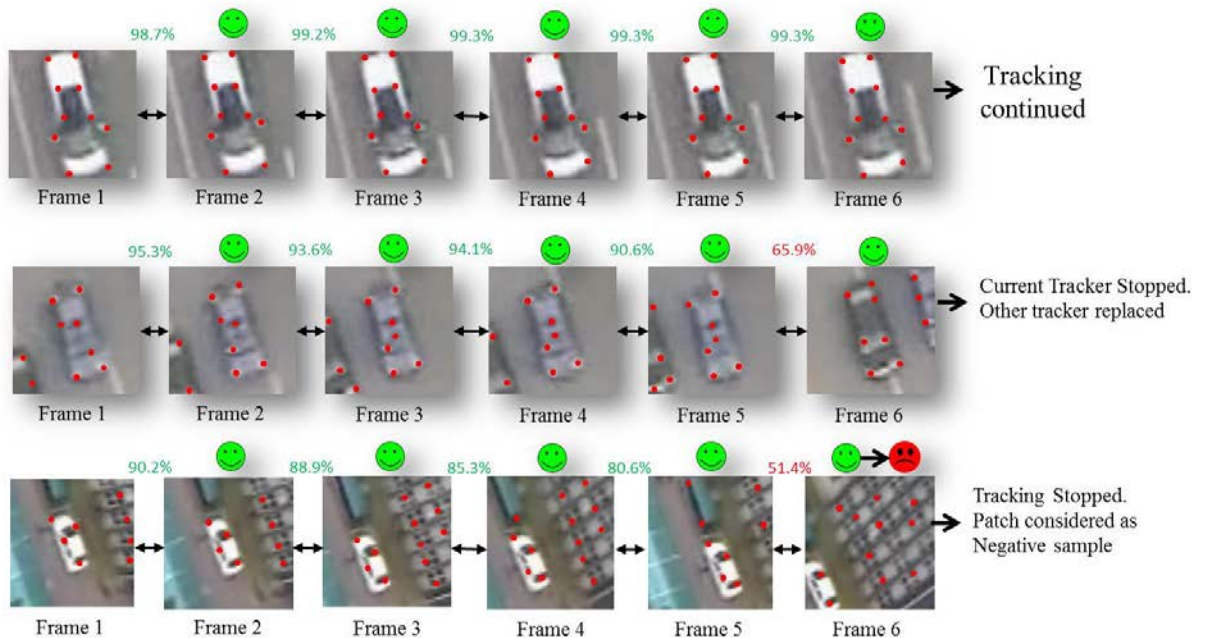 98.7% 99.2% 99.3% 99.3% 99.3%
Tracking
continued
Frame 1 Frame 2 Frame 3 Frame 4 Frame 5 Frame 6
95.3% 93.6% 94.1% 90.6% 65.9%
Current Tracker Stopped.
Other tracker replaced
Frame 1 Frame 2 Frame 3 Frame 4 Frame 5 Frame 6
90.2% 88.9% 85.3% 80.6% 51.4%
Tracking Stopped.
Patch considered as
Negative sample
Frame 1 Frame 2 Frame 3 Frame 4 Frame 5 Frame 6